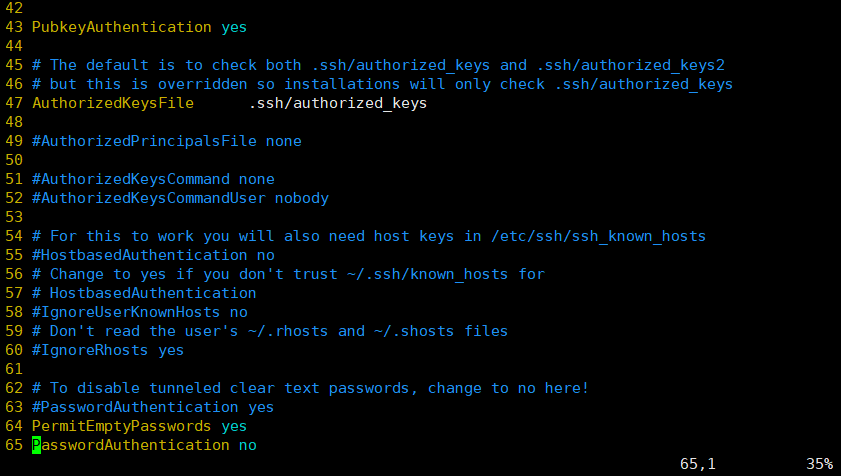 42
43 PubkeyAuthentication yes
44
45 # The default is to check both .ssh/authorized_keys and .ssh/authorized_keys2
46 # but this is overridden so installations will only check .ssh/authorized_keys
47 AuthorizedKeysFile      .ssh/authorized_keys
48
49 #AuthorizedPrincipalsFile none
50
51 #AuthorizedKeysCommand none
52 #AuthorizedKeysCommandUser nobody
53
54 # For this to work you will also need host keys in /etc/ssh/ssh_known_hosts
55 #HostbasedAuthentication no
56 # Change to yes if you don't trust ~/.ssh/known_hosts for
57 # HostbasedAuthentication
58 #IgnoreUserKnownHosts no
59 # Don't read the user's ~/.rhosts and ~/.shosts files
60 #IgnoreRhosts yes
61
62 # To disable tunneled clear text passwords, change to no here!
63 #PasswordAuthentication yes
64 PermitEmptyPasswords yes
65 PasswordAuthentication no
65,1          35%